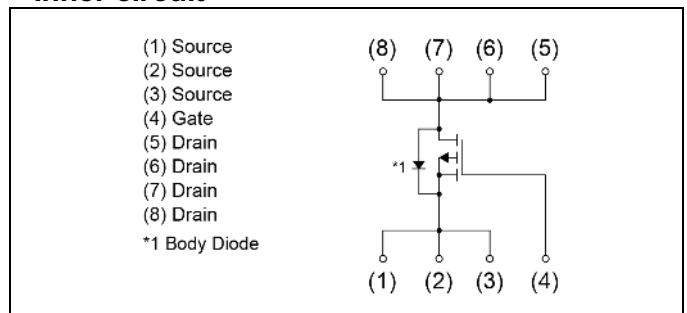 (1) Source
(2) Source
(3) Source
(4) Gate
(5) Drain
(6) Drain
(7) Drain
(8) Drain
*1 Body Diode
(8) (7) (6) (5)
*1
(1) (2) (3) (4)